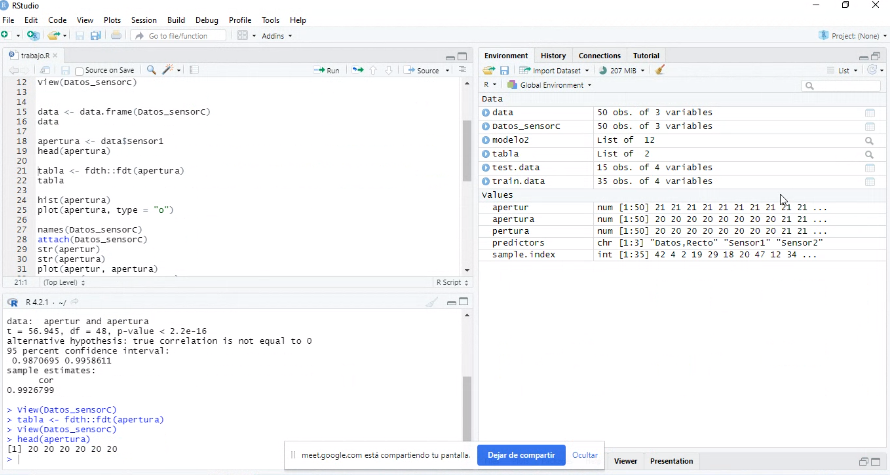 RStudio
File Edit Code View Plots Session Build Debug Profile Tools Help
Go to file/function Addins Project: (None)
trabajo.R
Source on Save Run Source
12 view(Datos_sensorC)
13
14
15 data <- data.frame(Datos_sensorC)
16 data
17
18 apertura <- data$Sensor1
19 head(apertura)
20
21 tabla <- fdth::fdt(apertura)
22 tabla
23
24 hist(apertura)
25 plot(apertura, type = "o")
26
27 names(Datos_sensorC)
28 attach(Datos_sensorC)
29 str(apertur)
30 str(apertura)
31 plot(apertur, apertura)
21:1 (Top Level) R Script
R 4.2.1 · ~/
data: apertur and apertura
t = 56.945, df = 48, p-value < 2.2e-16
alternative hypothesis: true correlation is not equal to 0
95 percent confidence interval:
0.9870695 0.9958611
sample estimates:
cor
0.9926799
> View(Datos_sensorC)
> tabla <- fdth::fdt(apertura)
> View(Datos_sensorC)
> head(apertura)
[1] 20 20 20 20 20 20
>
Environment History Connections Tutorial
Import Dataset 207 MiB List
R Global Environment
Data
data 50 obs. of 3 variables
Datos_sensorC 50 obs. of 3 variables
modelo2 List of 12
tabla List of 2
test.data 15 obs. of 4 variables
train.data 35 obs. of 4 variables
values
apertur num [1:50] 21 21 21 21 21 21 21 21 21 21 ...
apertura num [1:50] 20 20 20 20 20 20 20 20 21 21 ...
pertura num [1:50] 20 20 20 20 20 20 20 20 21 21 ...
predictors chr [1:3] "Datos,Recto" "Sensor1" "Sensor2"
sample.index int [1:35] 42 4 2 19 29 18 20 47 12 34 ...
meet.google.com está compartiendo tu pantalla. Dejar de compartir Ocultar
Viewer Presentation